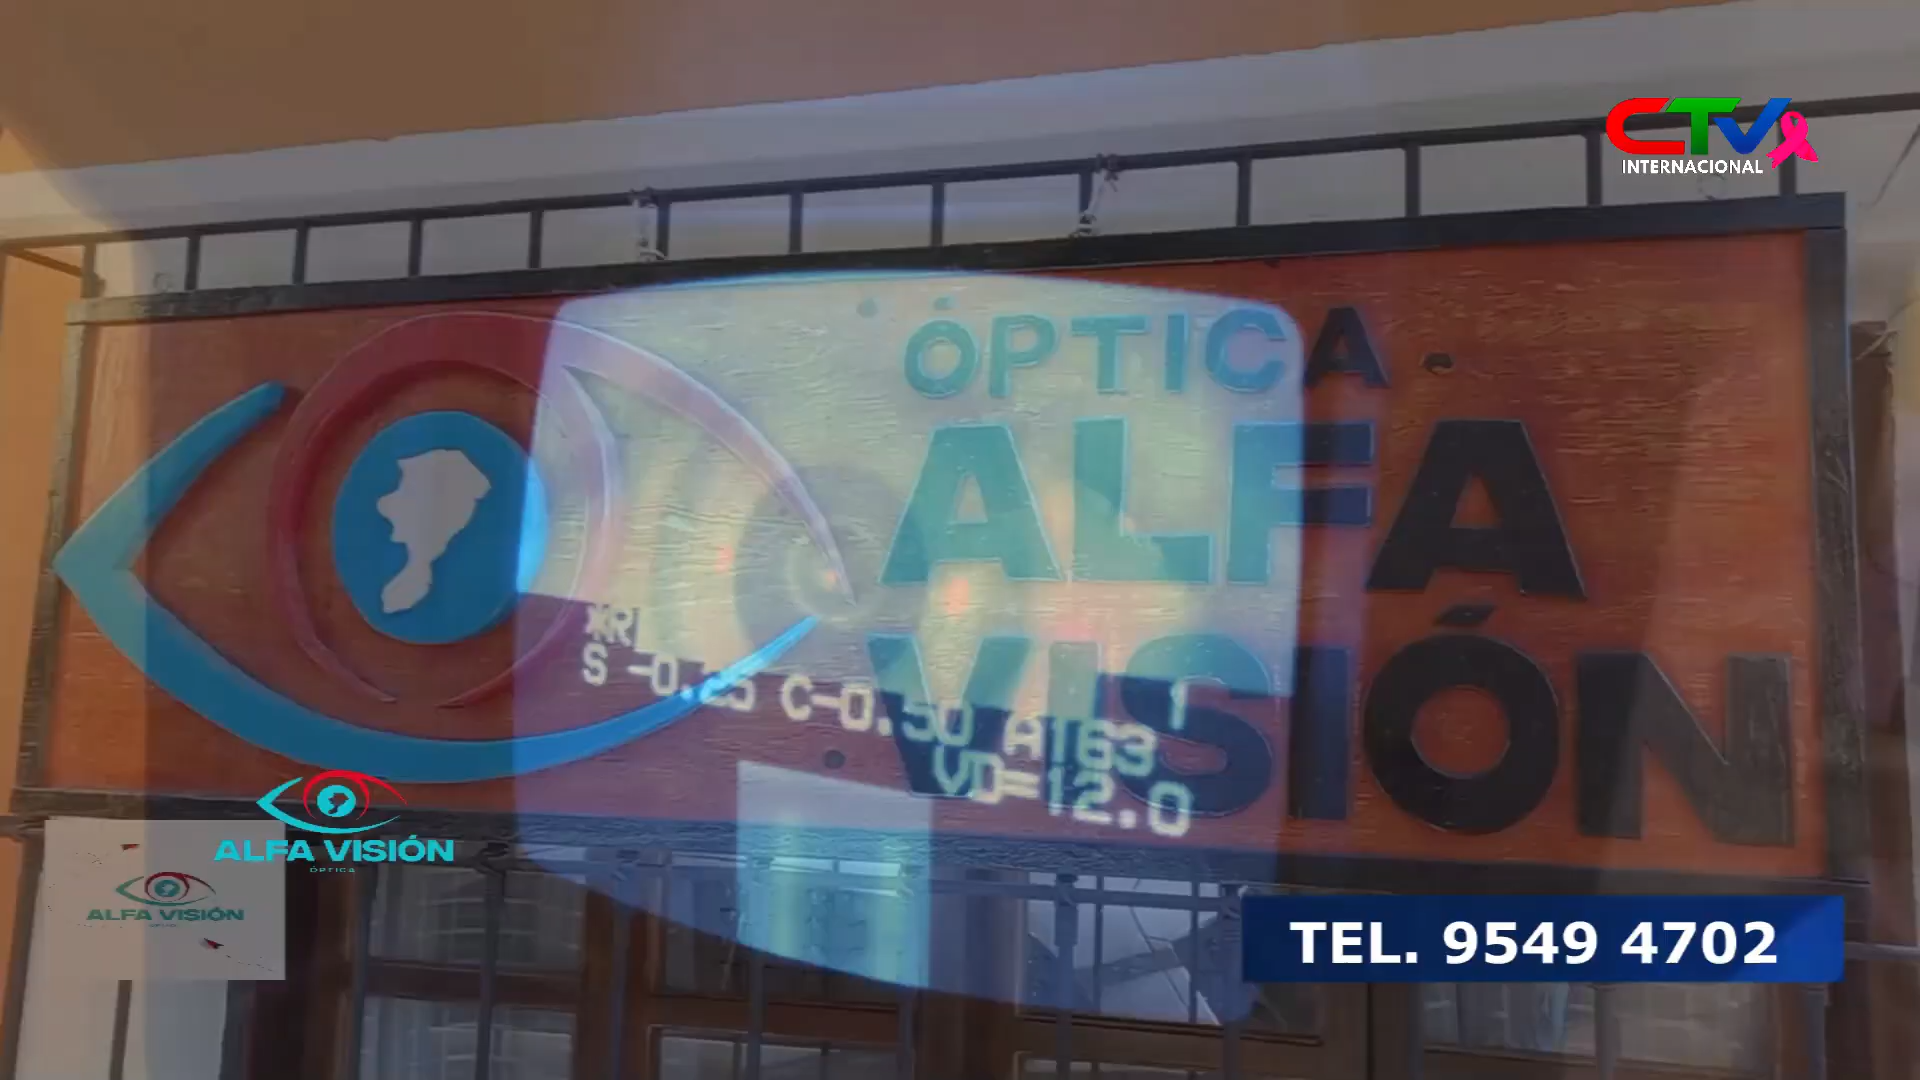 CTV
INTERNACIONAL
ÓPTICA
ALFA
VISIÓN
*R
S -0.25 C-0.50 A163 1
VD=12.0
ALFA VISIÓN
ÓPTICA
ALFA VISIÓN
TEL. 9549 4702